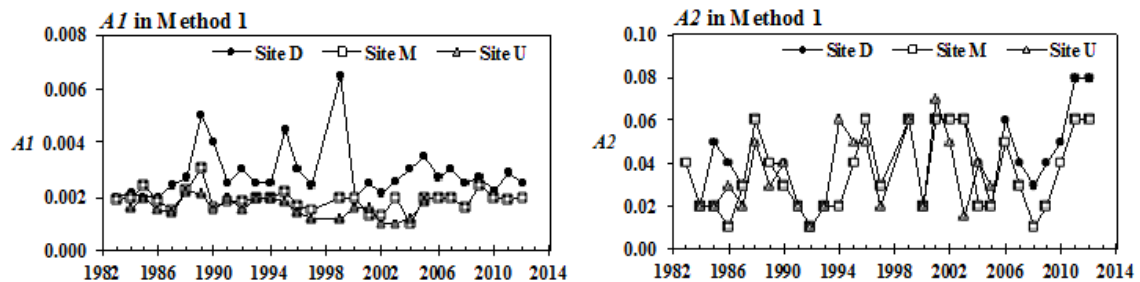 A1 in Method 1
0.008
Site D Site M Site U
0.006
A1
0.004
0.002
0.000
1982 1986 1990 1994 1998 2002 2006 2010 2014
A2 in Method 1
0.10
Site D Site M Site U
0.08
0.06
A2
0.04
0.02
0.00
1982 1986 1990 1994 1998 2002 2006 2010 2014